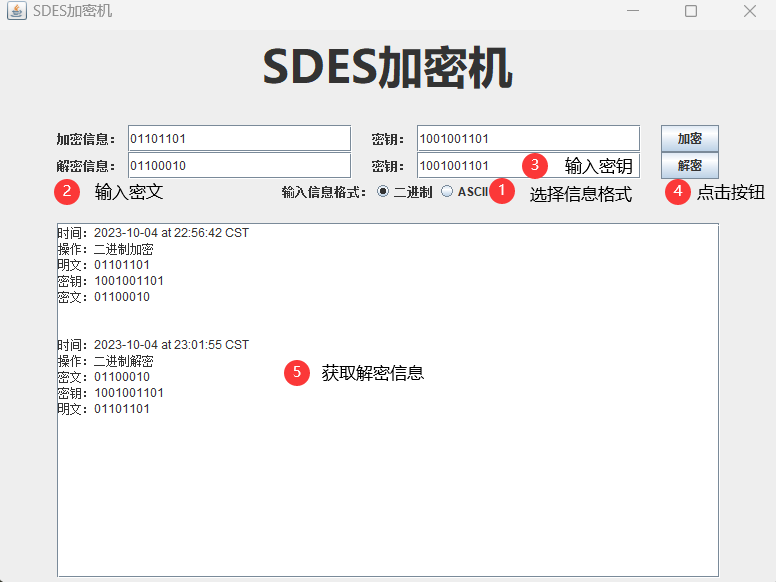 SDES加密机
SDES加密机
加密信息： 01101101 密钥： 1001001101 加密
解密信息： 01100010 密钥： 1001001101 3 输入密钥 解密
2 输入密文 输入信息格式： 二进制 ASCII 1 选择信息格式 4 点击按钮
时间：2023-10-04 at 22:56:42 CST
操作：二进制加密
明文：01101101
密钥：1001001101
密文：01100010
时间：2023-10-04 at 23:01:55 CST
操作：二进制解密
密文：01100010
密钥：1001001101
明文：01101101
5 获取解密信息